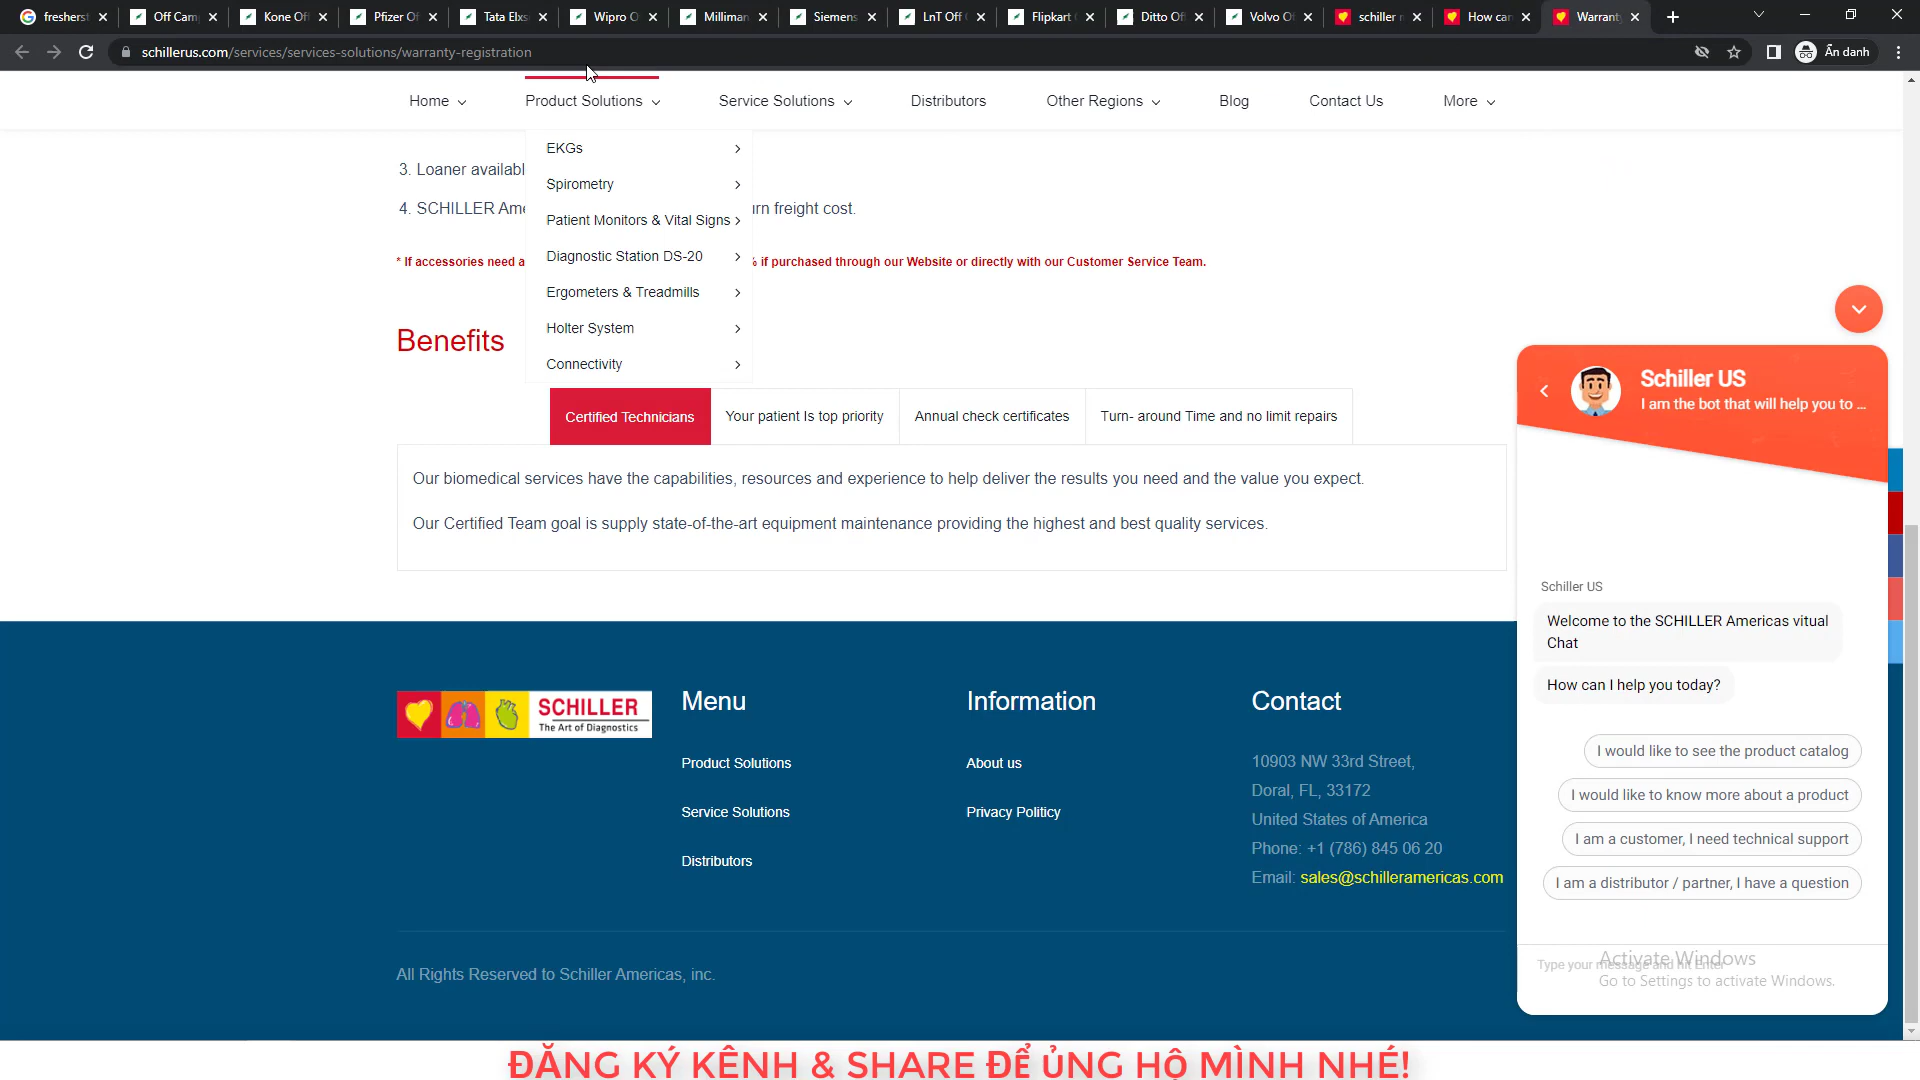 freshers
Off Cam
Kone Of
Pfizer Of
Tata Elxs
Wipro O
Milliman
Siemens
LnT Off
Flipkart
Ditto Of
Volvo O
schiller
How can
Warranty
schillerus.com/services/services-solutions/warranty-registration
Ẩn danh
Home
Product Solutions
Service Solutions
Distributors
Other Regions
Blog
Contact Us
More
EKGs
Spirometry
Patient Monitors & Vital Signs
Diagnostic Station DS-20
Ergometers & Treadmills
Holter System
Connectivity
3. Loaner availabl
4. SCHILLER Ame
urn freight cost.
* If accessories need a
% if purchased through our Website or directly with our Customer Service Team.
Benefits
Certified Technicians
Your patient Is top priority
Annual check certificates
Turn- around Time and no limit repairs
Our biomedical services have the capabilities, resources and experience to help deliver the results you need and the value you expect.
Our Certified Team goal is supply state-of-the-art equipment maintenance providing the highest and best quality services.
SCHILLER
The Art of Diagnostics
Menu
Product Solutions
Service Solutions
Distributors
Information
About us
Privacy Politicy
Contact
10903 NW 33rd Street,
Doral, FL, 33172
United States of America
Phone: +1 (786) 845 06 20
Email: sales@schilleramericas.com
All Rights Reserved to Schiller Americas, inc.
Schiller US
I am the bot that will help you to ...
Schiller US
Welcome to the SCHILLER Americas vitual
Chat
How can I help you today?
I would like to see the product catalog
I would like to know more about a product
I am a customer, I need technical support
I am a distributor / partner, I have a question
Type your message and hit Enter
Activate Windows
Go to Settings to activate Windows.
ĐĂNG KÝ KÊNH & SHARE ĐỂ ỦNG HỘ MÌNH NHÉ!